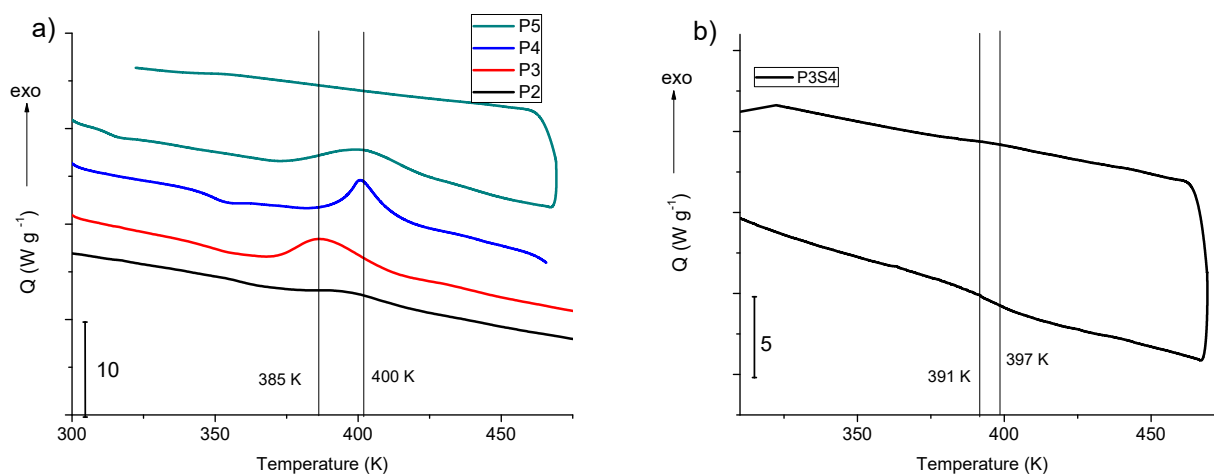 a)
P5
P4
P3
P2
exo
Q (W g⁻¹)
10
385 K
400 K
300
350
400
450
Temperature (K)
b)
P3S4
exo
Q (W g⁻¹)
5
391 K
397 K
350
400
450
Temperature (K)